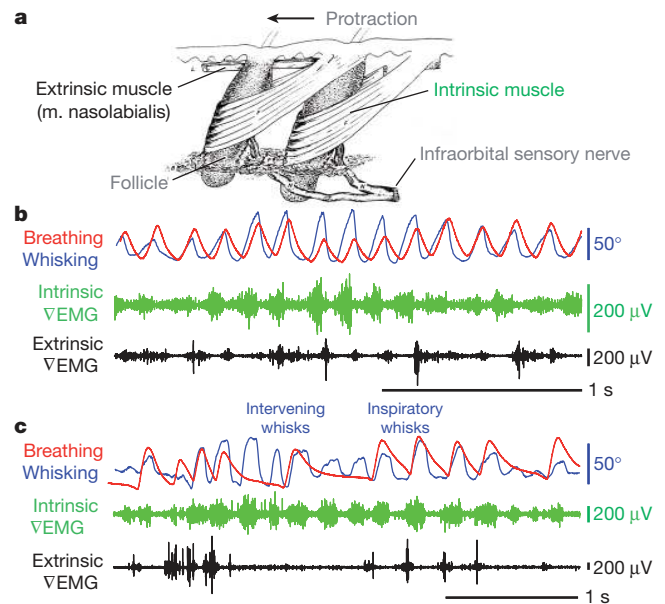 a
Protraction
Extrinsic muscle
(m. nasolabialis)
Intrinsic muscle
Infraorbital sensory nerve
Follicle
b
Breathing
Whisking
50°
Intrinsic
∇EMG
200 µV
Extrinsic
∇EMG
200 µV
1 s
c
Intervening
whisks
Inspiratory
whisks
Breathing
Whisking
50°
Intrinsic
∇EMG
200 µV
Extrinsic
∇EMG
200 µV
1 s